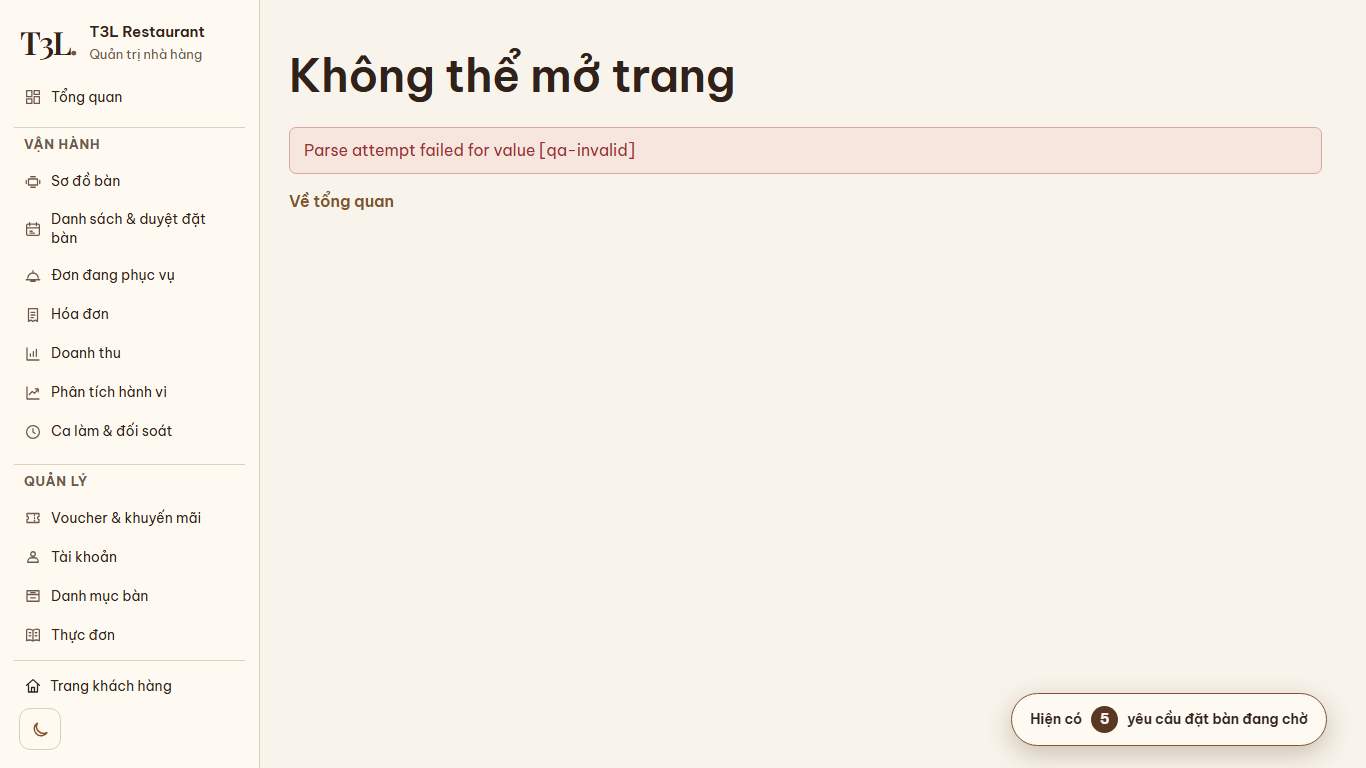 T3L.
T3L Restaurant
Quản trị nhà hàng
Tổng quan
VẬN HÀNH
Sơ đồ bàn
Danh sách & duyệt đặt
bàn
Đơn đang phục vụ
Hóa đơn
Doanh thu
Phân tích hành vi
Ca làm & đối soát
QUẢN LÝ
Voucher & khuyến mãi
Tài khoản
Danh mục bàn
Thực đơn
Trang khách hàng
Không thể mở trang
Parse attempt failed for value [qa-invalid]
Về tổng quan
Hiện có 5 yêu cầu đặt bàn đang chờ